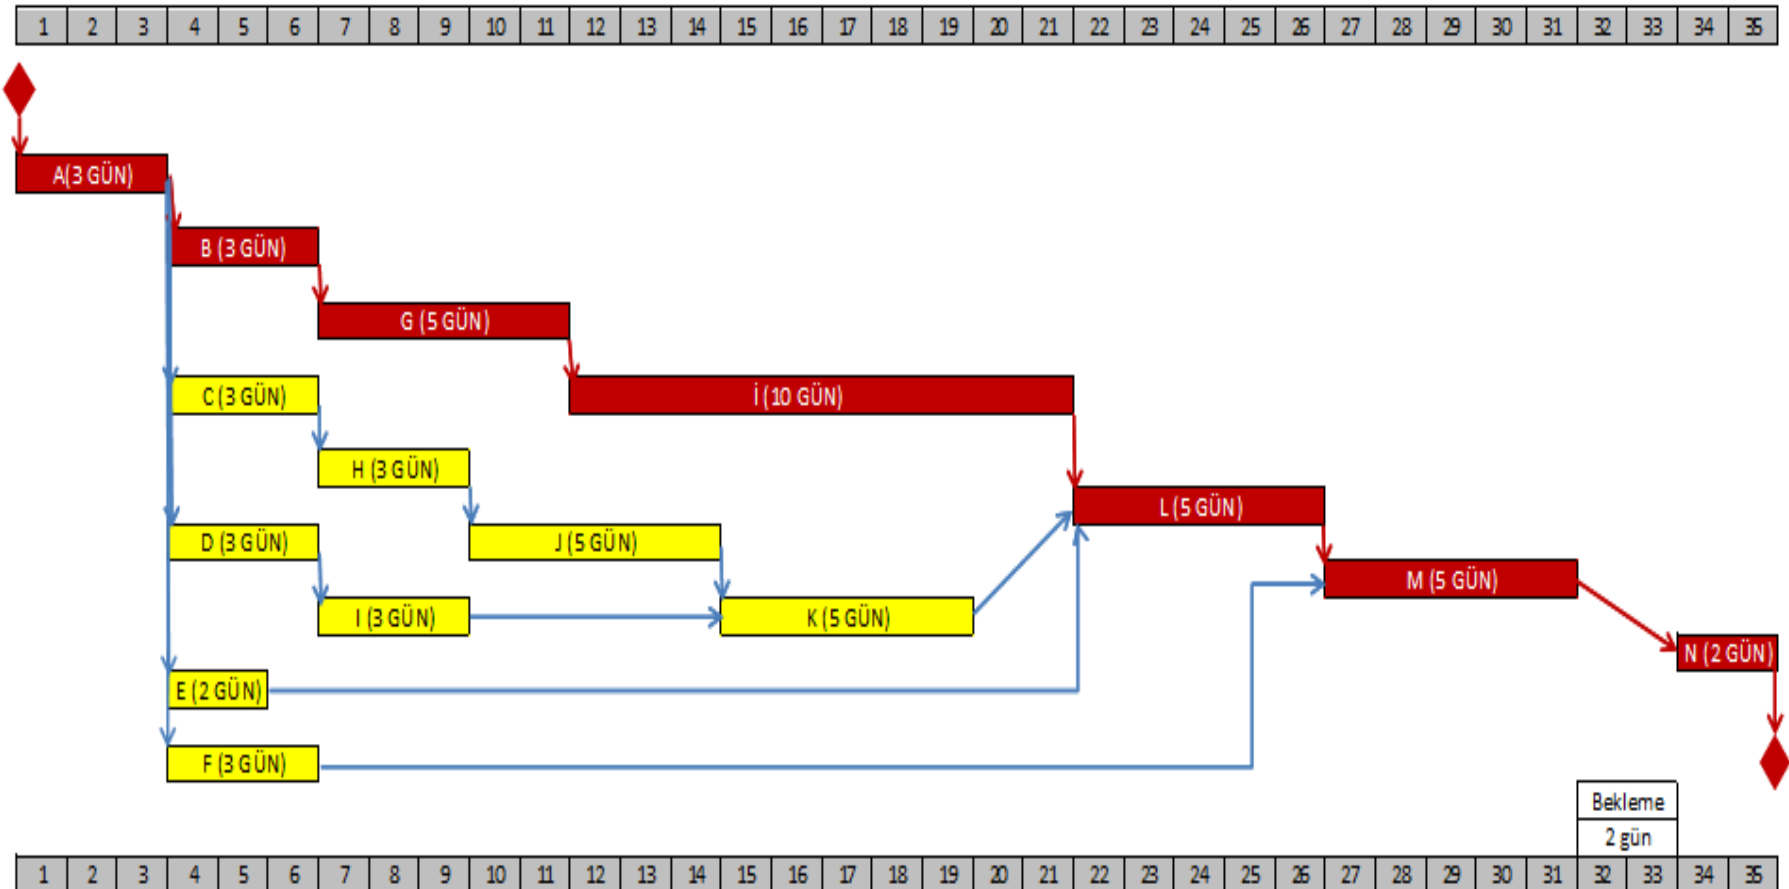 1 2 3 4 5 6 7 8 9 10 11 12 13 14 15 16 17 18 19 20 21 22 23 24 25 26 27 28 29 30 31 32 33 34 35
A(3 GÜN)
B (3 GÜN)
G (5 GÜN)
C (3 GÜN) İ (10 GÜN)
H (3 GÜN)
L (5 GÜN)
D (3 GÜN) J (5 GÜN)
M (5 GÜN)
I (3 GÜN) K (5 GÜN)
N (2 GÜN)
E (2 GÜN)
F (3 GÜN)
Bekleme
2 gün
1 2 3 4 5 6 7 8 9 10 11 12 13 14 15 16 17 18 19 20 21 22 23 24 25 26 27 28 29 30 31 32 33 34 35